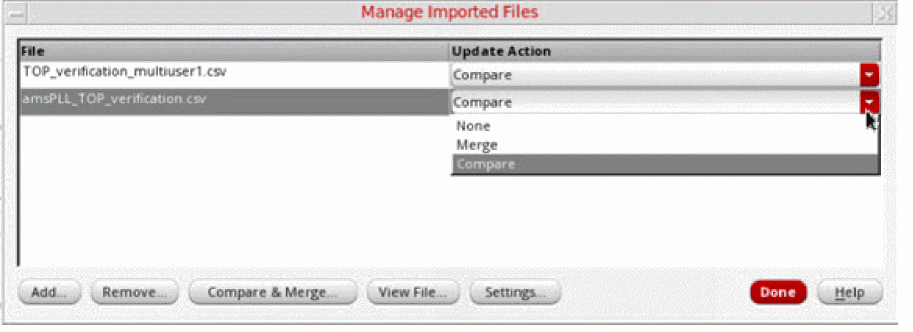 Manage Imported Files
File Update Action
TOP_verification_multiuser1.csv Compare
amsPLL_TOP_verification.csv Compare
None
Merge
Compare
Add... Remove... Compare & Merge... View File... Settings... Done Help